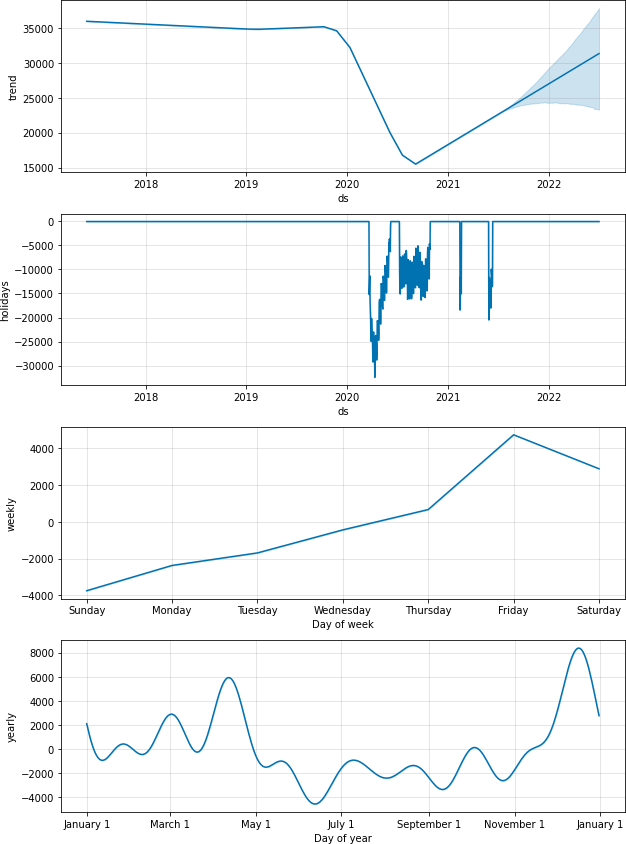 35000
30000
25000
20000
15000
trend
2018 2019 2020 2021 2022
ds
0
−5000
−10000
−15000
−20000
−25000
−30000
holidays
2018 2019 2020 2021 2022
ds
4000
2000
0
−2000
−4000
weekly
Sunday Monday Tuesday Wednesday Thursday Friday Saturday
Day of week
8000
6000
4000
2000
0
−2000
−4000
yearly
January 1 March 1 May 1 July 1 September 1 November 1 January 1
Day of year